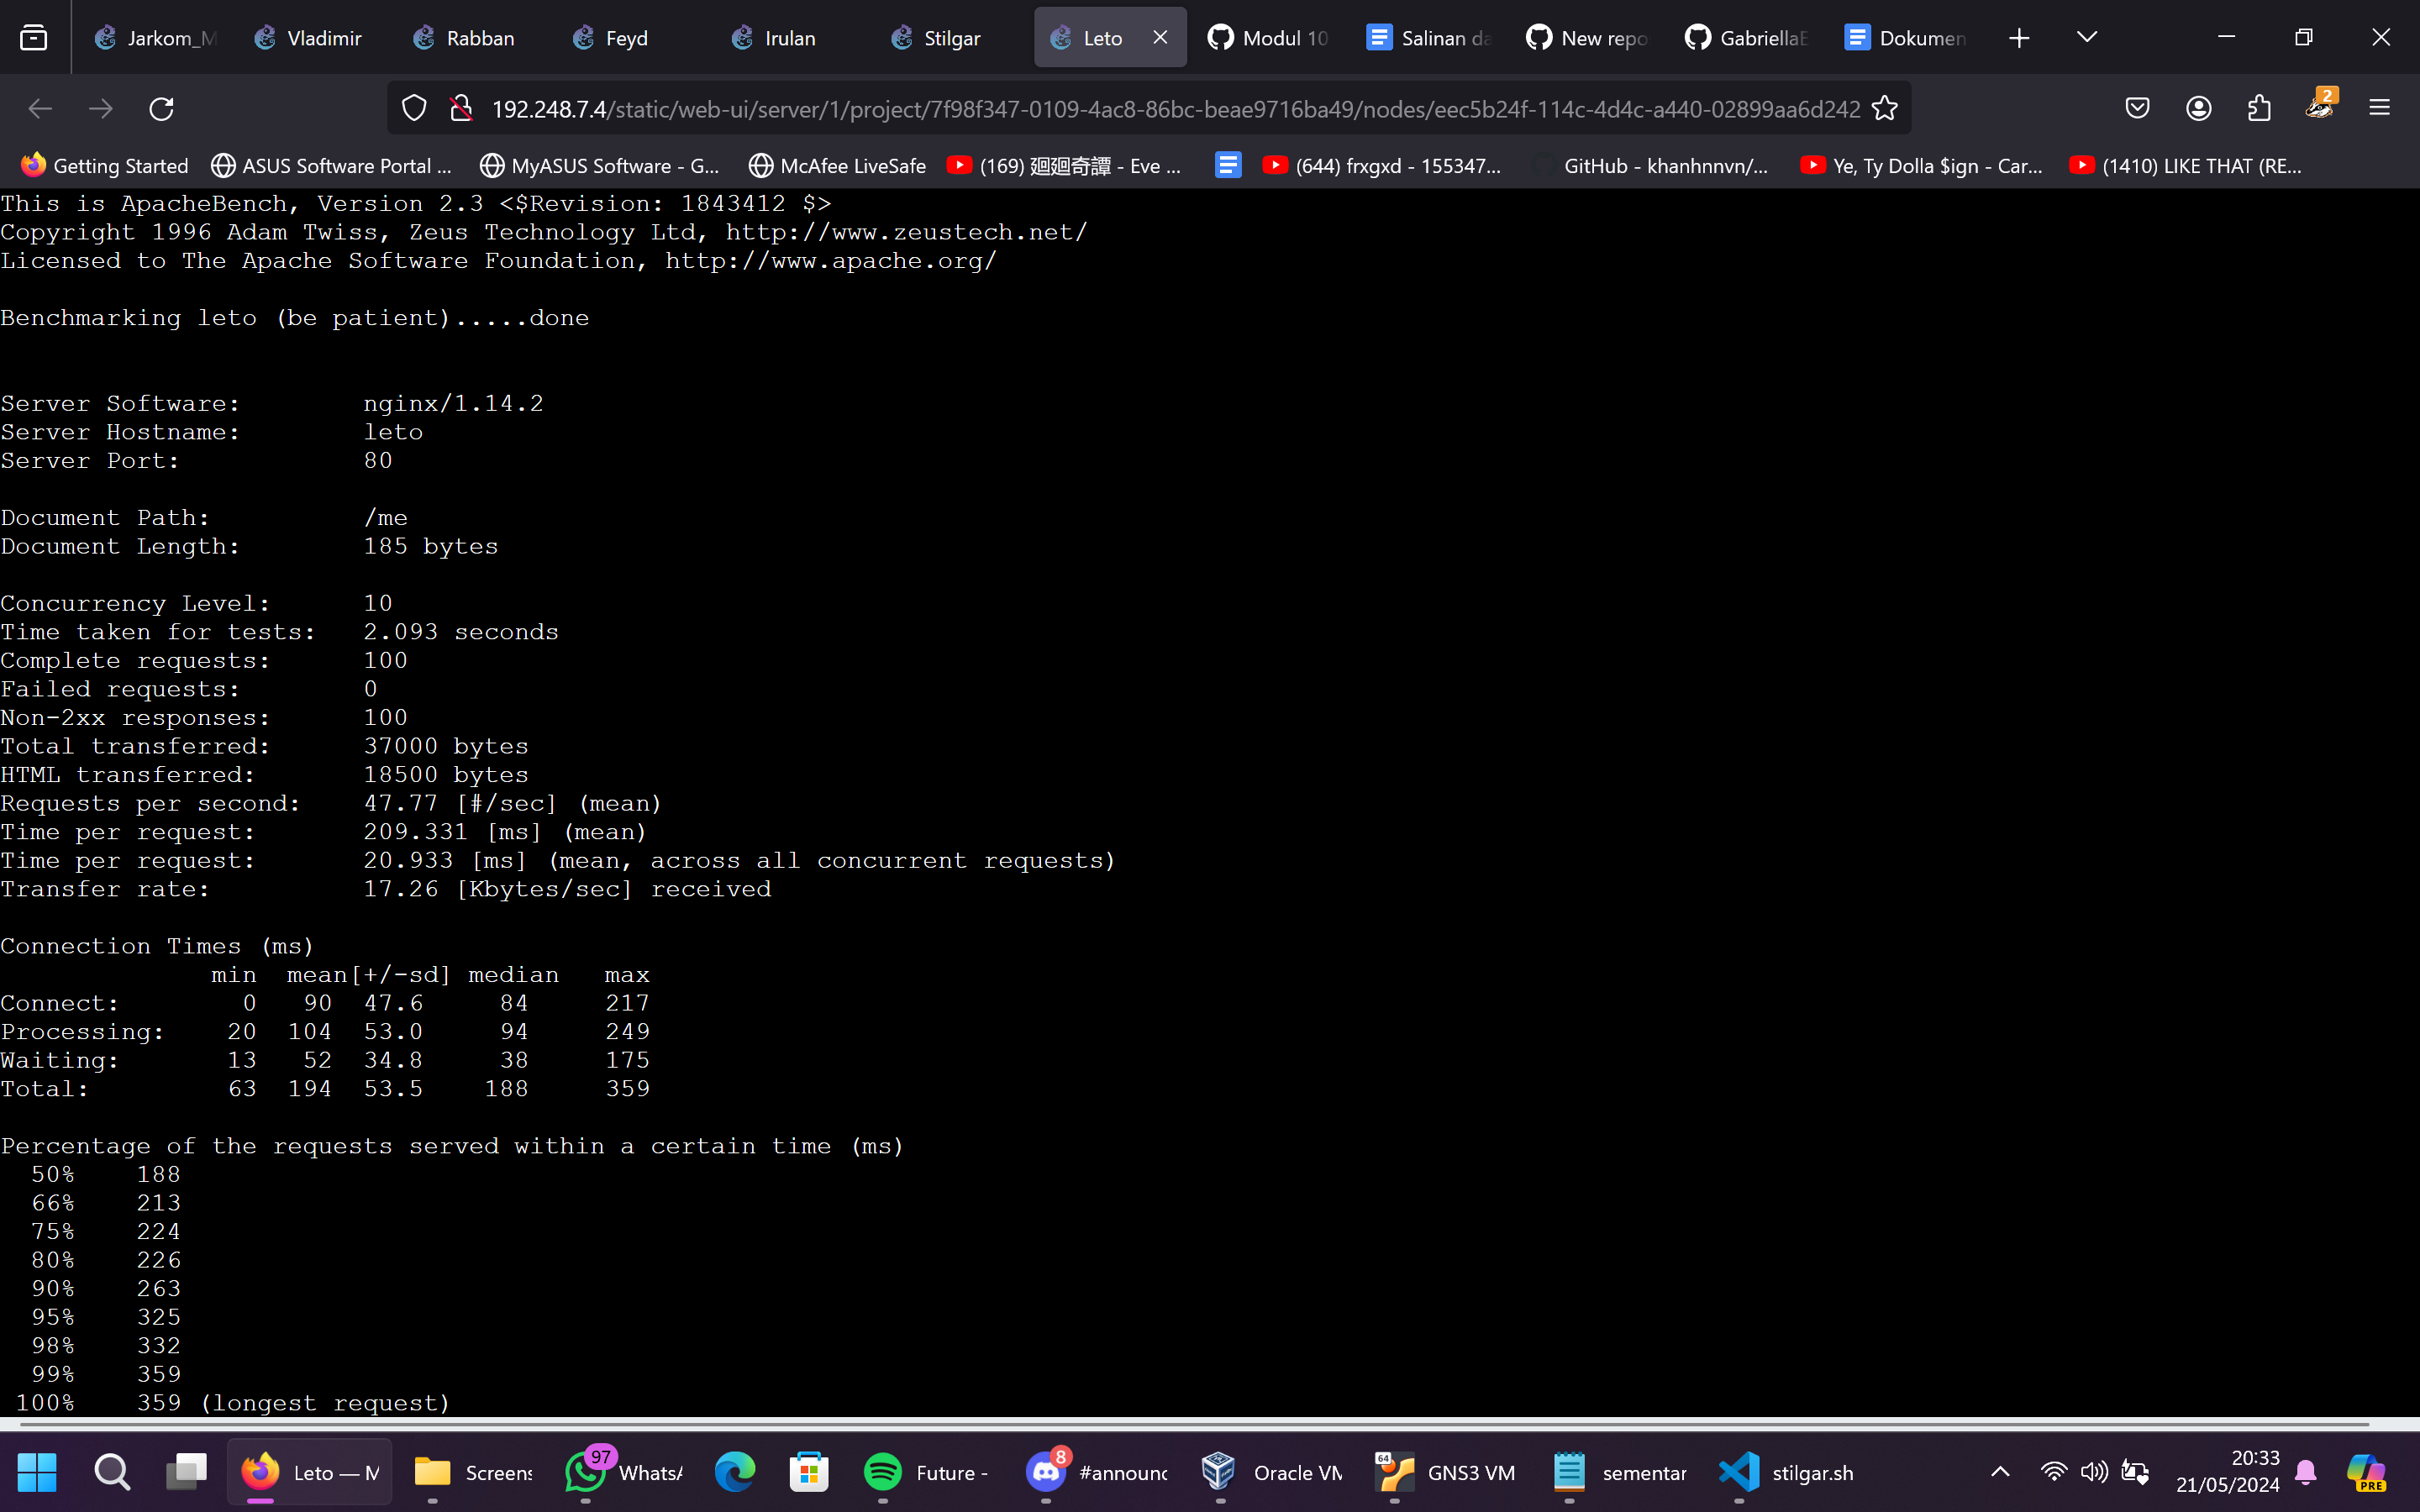 Jarkom_M
Vladimir
Rabban
Feyd
Irulan
Stilgar
Leto
Modul 10
Salinan da
New repo
GabriellaE
Dokumen
192.248.7.4/static/web-ui/server/1/project/7f98f347-0109-4ac8-86bc-beae9716ba49/nodes/eec5b24f-114c-4d4c-a440-02899aa6d242
2
Getting Started
ASUS Software Portal ...
MyASUS Software - G...
McAfee LiveSafe
(169) 廻廻奇譚 - Eve ...
(644) frxgxd - 155347...
GitHub - khanhnnvn/...
Ye, Ty Dolla $ign - Car...
(1410) LIKE THAT (RE...
This is ApacheBench, Version 2.3 <$Revision: 1843412 $>
Copyright 1996 Adam Twiss, Zeus Technology Ltd, http://www.zeustech.net/
Licensed to The Apache Software Foundation, http://www.apache.org/
Benchmarking leto (be patient).....done
Server Software:        nginx/1.14.2
Server Hostname:        leto
Server Port:            80
Document Path:          /me
Document Length:        185 bytes
Concurrency Level:      10
Time taken for tests:   2.093 seconds
Complete requests:      100
Failed requests:        0
Non-2xx responses:      100
Total transferred:      37000 bytes
HTML transferred:       18500 bytes
Requests per second:    47.77 [#/sec] (mean)
Time per request:       209.331 [ms] (mean)
Time per request:       20.933 [ms] (mean, across all concurrent requests)
Transfer rate:          17.26 [Kbytes/sec] received
Connection Times (ms)
              min  mean[+/-sd] median   max
Connect:        0   90  47.6     84     217
Processing:    20  104  53.0     94     249
Waiting:       13   52  34.8     38     175
Total:         63  194  53.5    188     359
Percentage of the requests served within a certain time (ms)
  50%    188
  66%    213
  75%    224
  80%    226
  90%    263
  95%    325
  98%    332
  99%    359
 100%    359 (longest request)
Leto — M
Screens
97
WhatsA
Future -
8
#announc
Oracle VM
64
GNS3 VM
sementar
stilgar.sh
20:33
21/05/2024
PRE